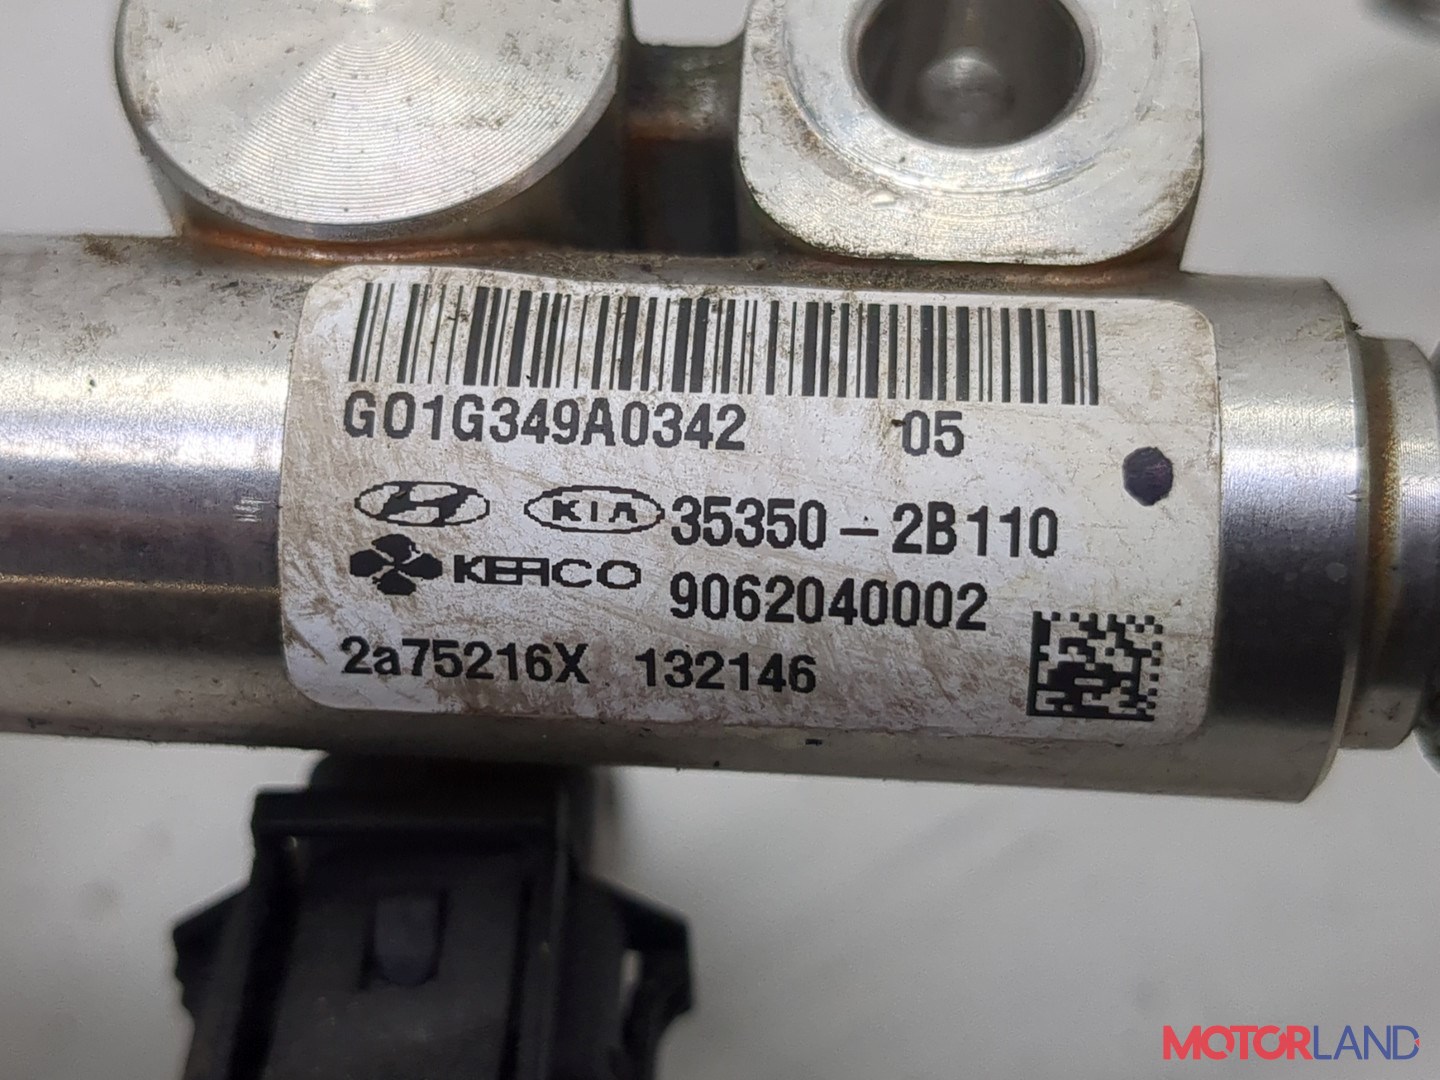 G01G349A0342 05
KIA 35350-2B110
KEFICO 9062040002
2a75216X 132146
MOTORLAND